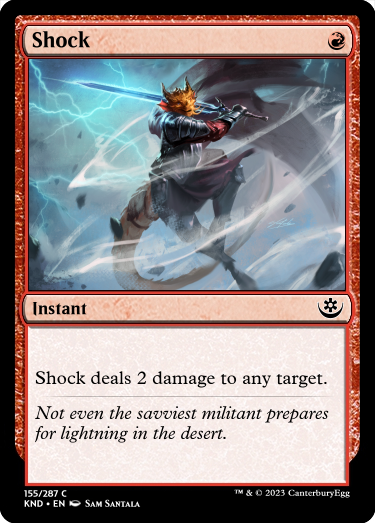 Shock
Instant
Shock deals 2 damage to any target.
Not even the savviest militant prepares
for lightning in the desert.
155/287 C
KND • EN Sam Santala
™ & © 2023 CanterburyEgg